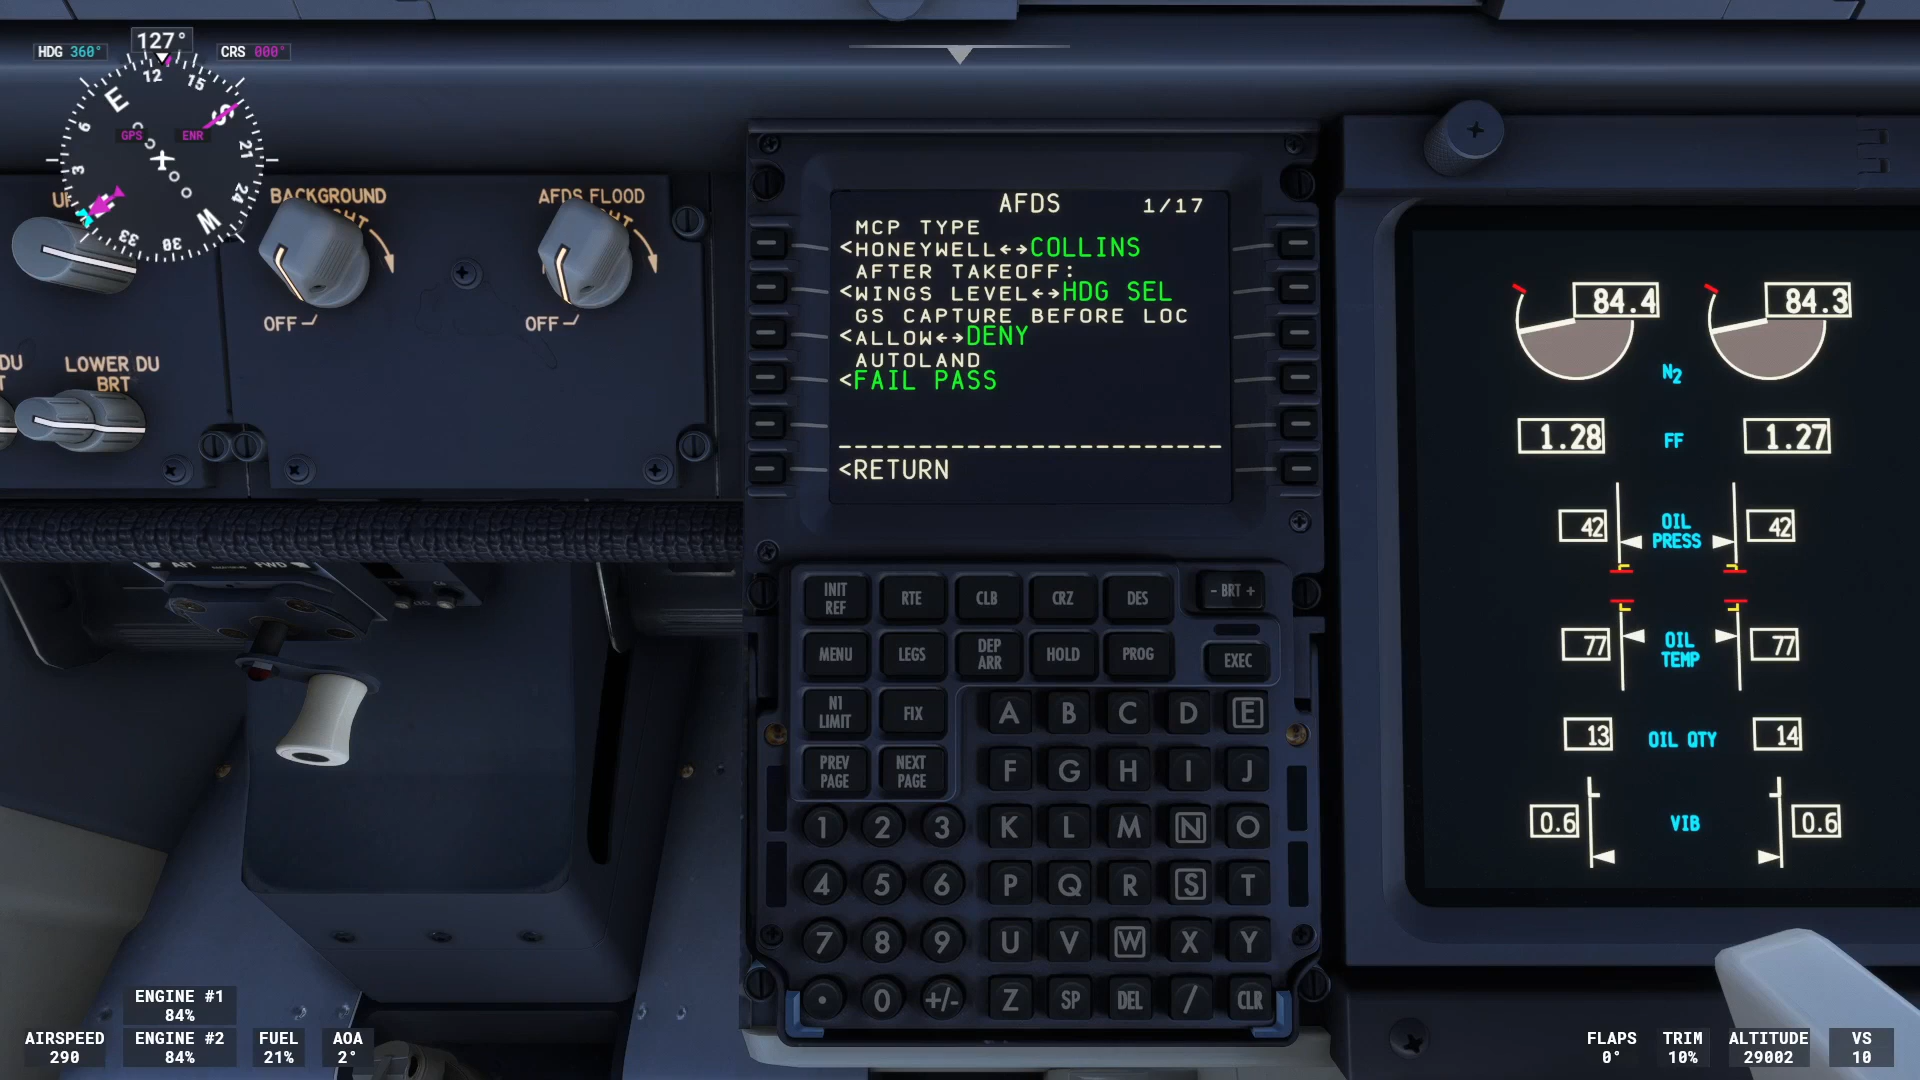 HDG 360°
127°
CRS 000°
12
15
E
S
6
GPS
ENR
21
3
24
W
33
30
BACKGROUND
AFDS FLOOD
OFF
OFF
LOWER DU
BRT
DU
AFT
FWD
AFDS 1/17
MCP TYPE
<HONEYWELL↔COLLINS
AFTER TAKEOFF:
<WINGS LEVEL↔HDG SEL
GS CAPTURE BEFORE LOC
<ALLOW↔DENY
AUTOLAND
<FAIL PASS
------------------------
<RETURN
INIT REF
RTE
CLB
CRZ
DES
- BRT +
MENU
LEGS
DEP ARR
HOLD
PROG
EXEC
N1 LIMIT
FIX
PREV PAGE
NEXT PAGE
A B C D E
F G H I J
1 2 3 K L M N O
4 5 6 P Q R S T
7 8 9 U V W X Y
. 0 +/- Z SP DEL / CLR
84.4
84.3
N2
1.28 FF 1.27
42 OIL PRESS 42
77 OIL TEMP 77
13 OIL QTY 14
0.6 VIB 0.6
ENGINE #1
84%
AIRSPEED
290
ENGINE #2
84%
FUEL
21%
AOA
2°
FLAPS
0°
TRIM
10%
ALTITUDE
29002
VS
10